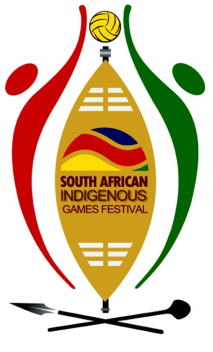 SOUTH AFRICAN
INDIGENOUS
GAMES FESTIVAL